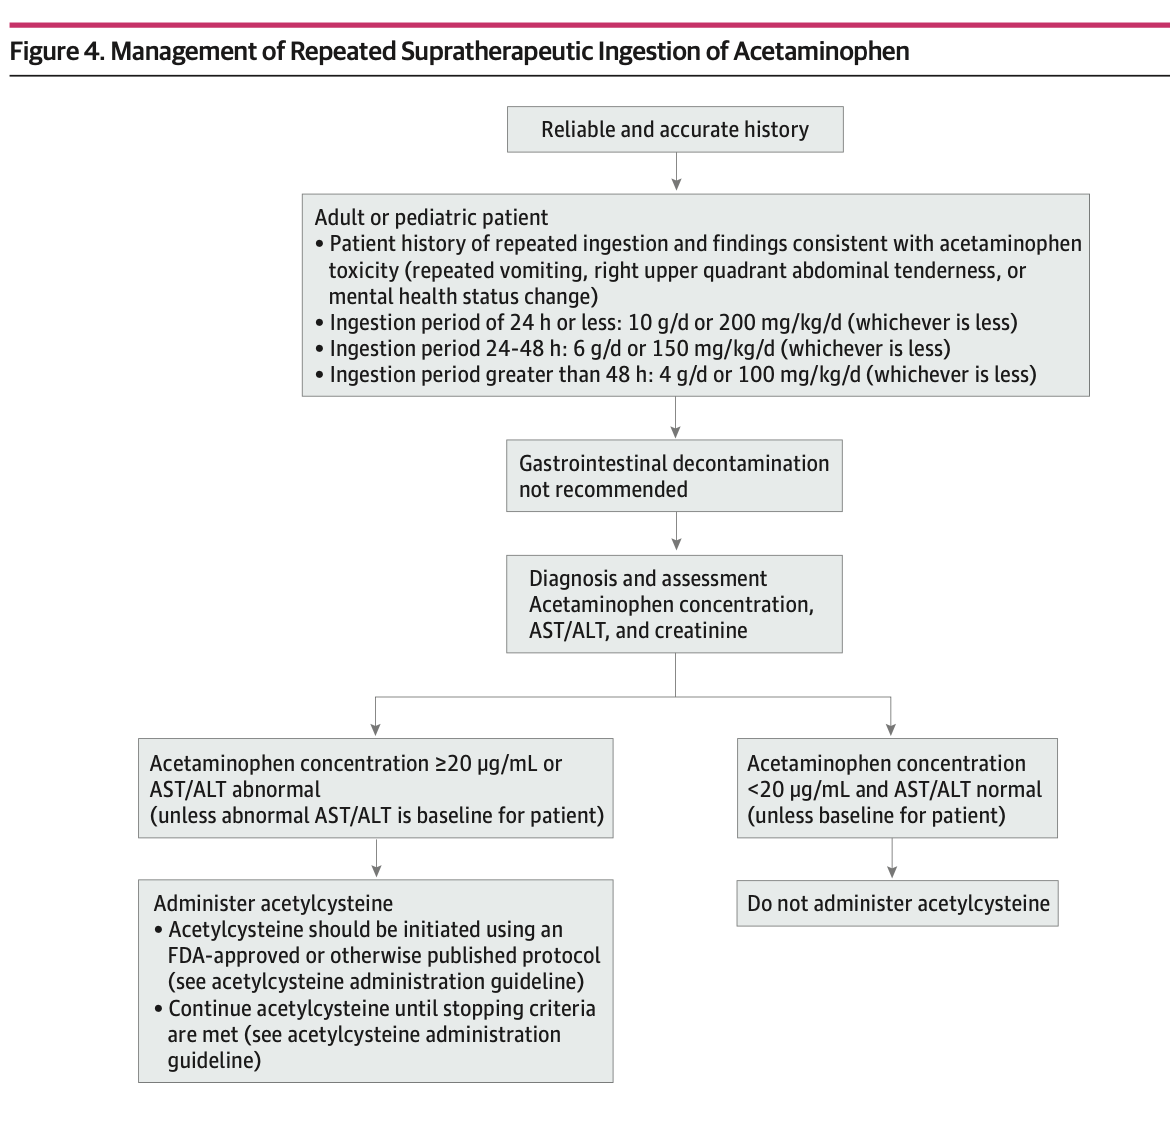 Figure 4. Management of Repeated Supratherapeutic Ingestion of Acetaminophen
Reliable and accurate history
Adult or pediatric patient
• Patient history of repeated ingestion and findings consistent with acetaminophen
toxicity (repeated vomiting, right upper quadrant abdominal tenderness, or
mental health status change)
• Ingestion period of 24 h or less: 10 g/d or 200 mg/kg/d (whichever is less)
• Ingestion period 24-48 h: 6 g/d or 150 mg/kg/d (whichever is less)
• Ingestion period greater than 48 h: 4 g/d or 100 mg/kg/d (whichever is less)
Gastrointestinal decontamination
not recommended
Diagnosis and assessment
Acetaminophen concentration,
AST/ALT, and creatinine
Acetaminophen concentration ≥20 µg/mL or
AST/ALT abnormal
(unless abnormal AST/ALT is baseline for patient)
Administer acetylcysteine
• Acetylcysteine should be initiated using an
FDA-approved or otherwise published protocol
(see acetylcysteine administration guideline)
• Continue acetylcysteine until stopping criteria
are met (see acetylcysteine administration
guideline)
Acetaminophen concentration
<20 µg/mL and AST/ALT normal
(unless baseline for patient)
Do not administer acetylcysteine